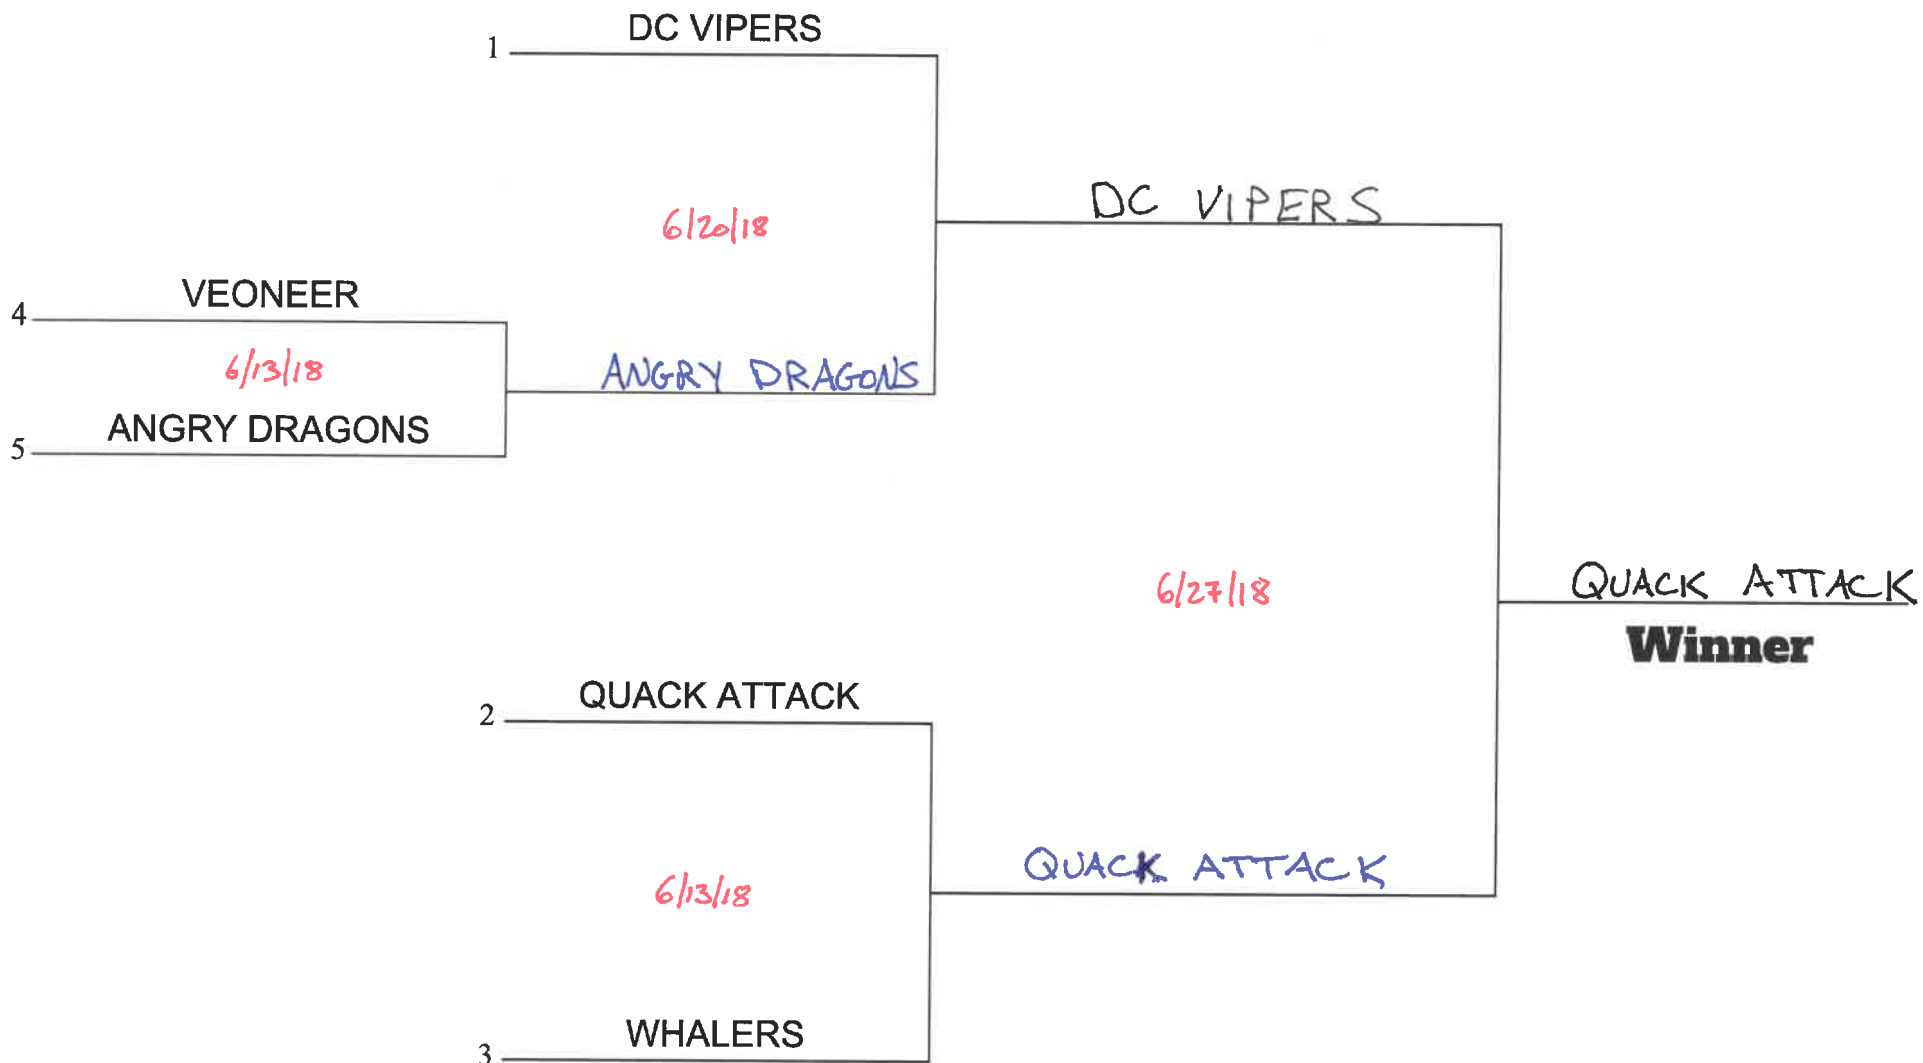 1 DC VIPERS
6/20/18
DC VIPERS
4 VEONEER
6/13/18
ANGRY DRAGONS
5 ANGRY DRAGONS
6/27/18
QUACK ATTACK
Winner
2 QUACK ATTACK
6/13/18
QUACK ATTACK
3 WHALERS